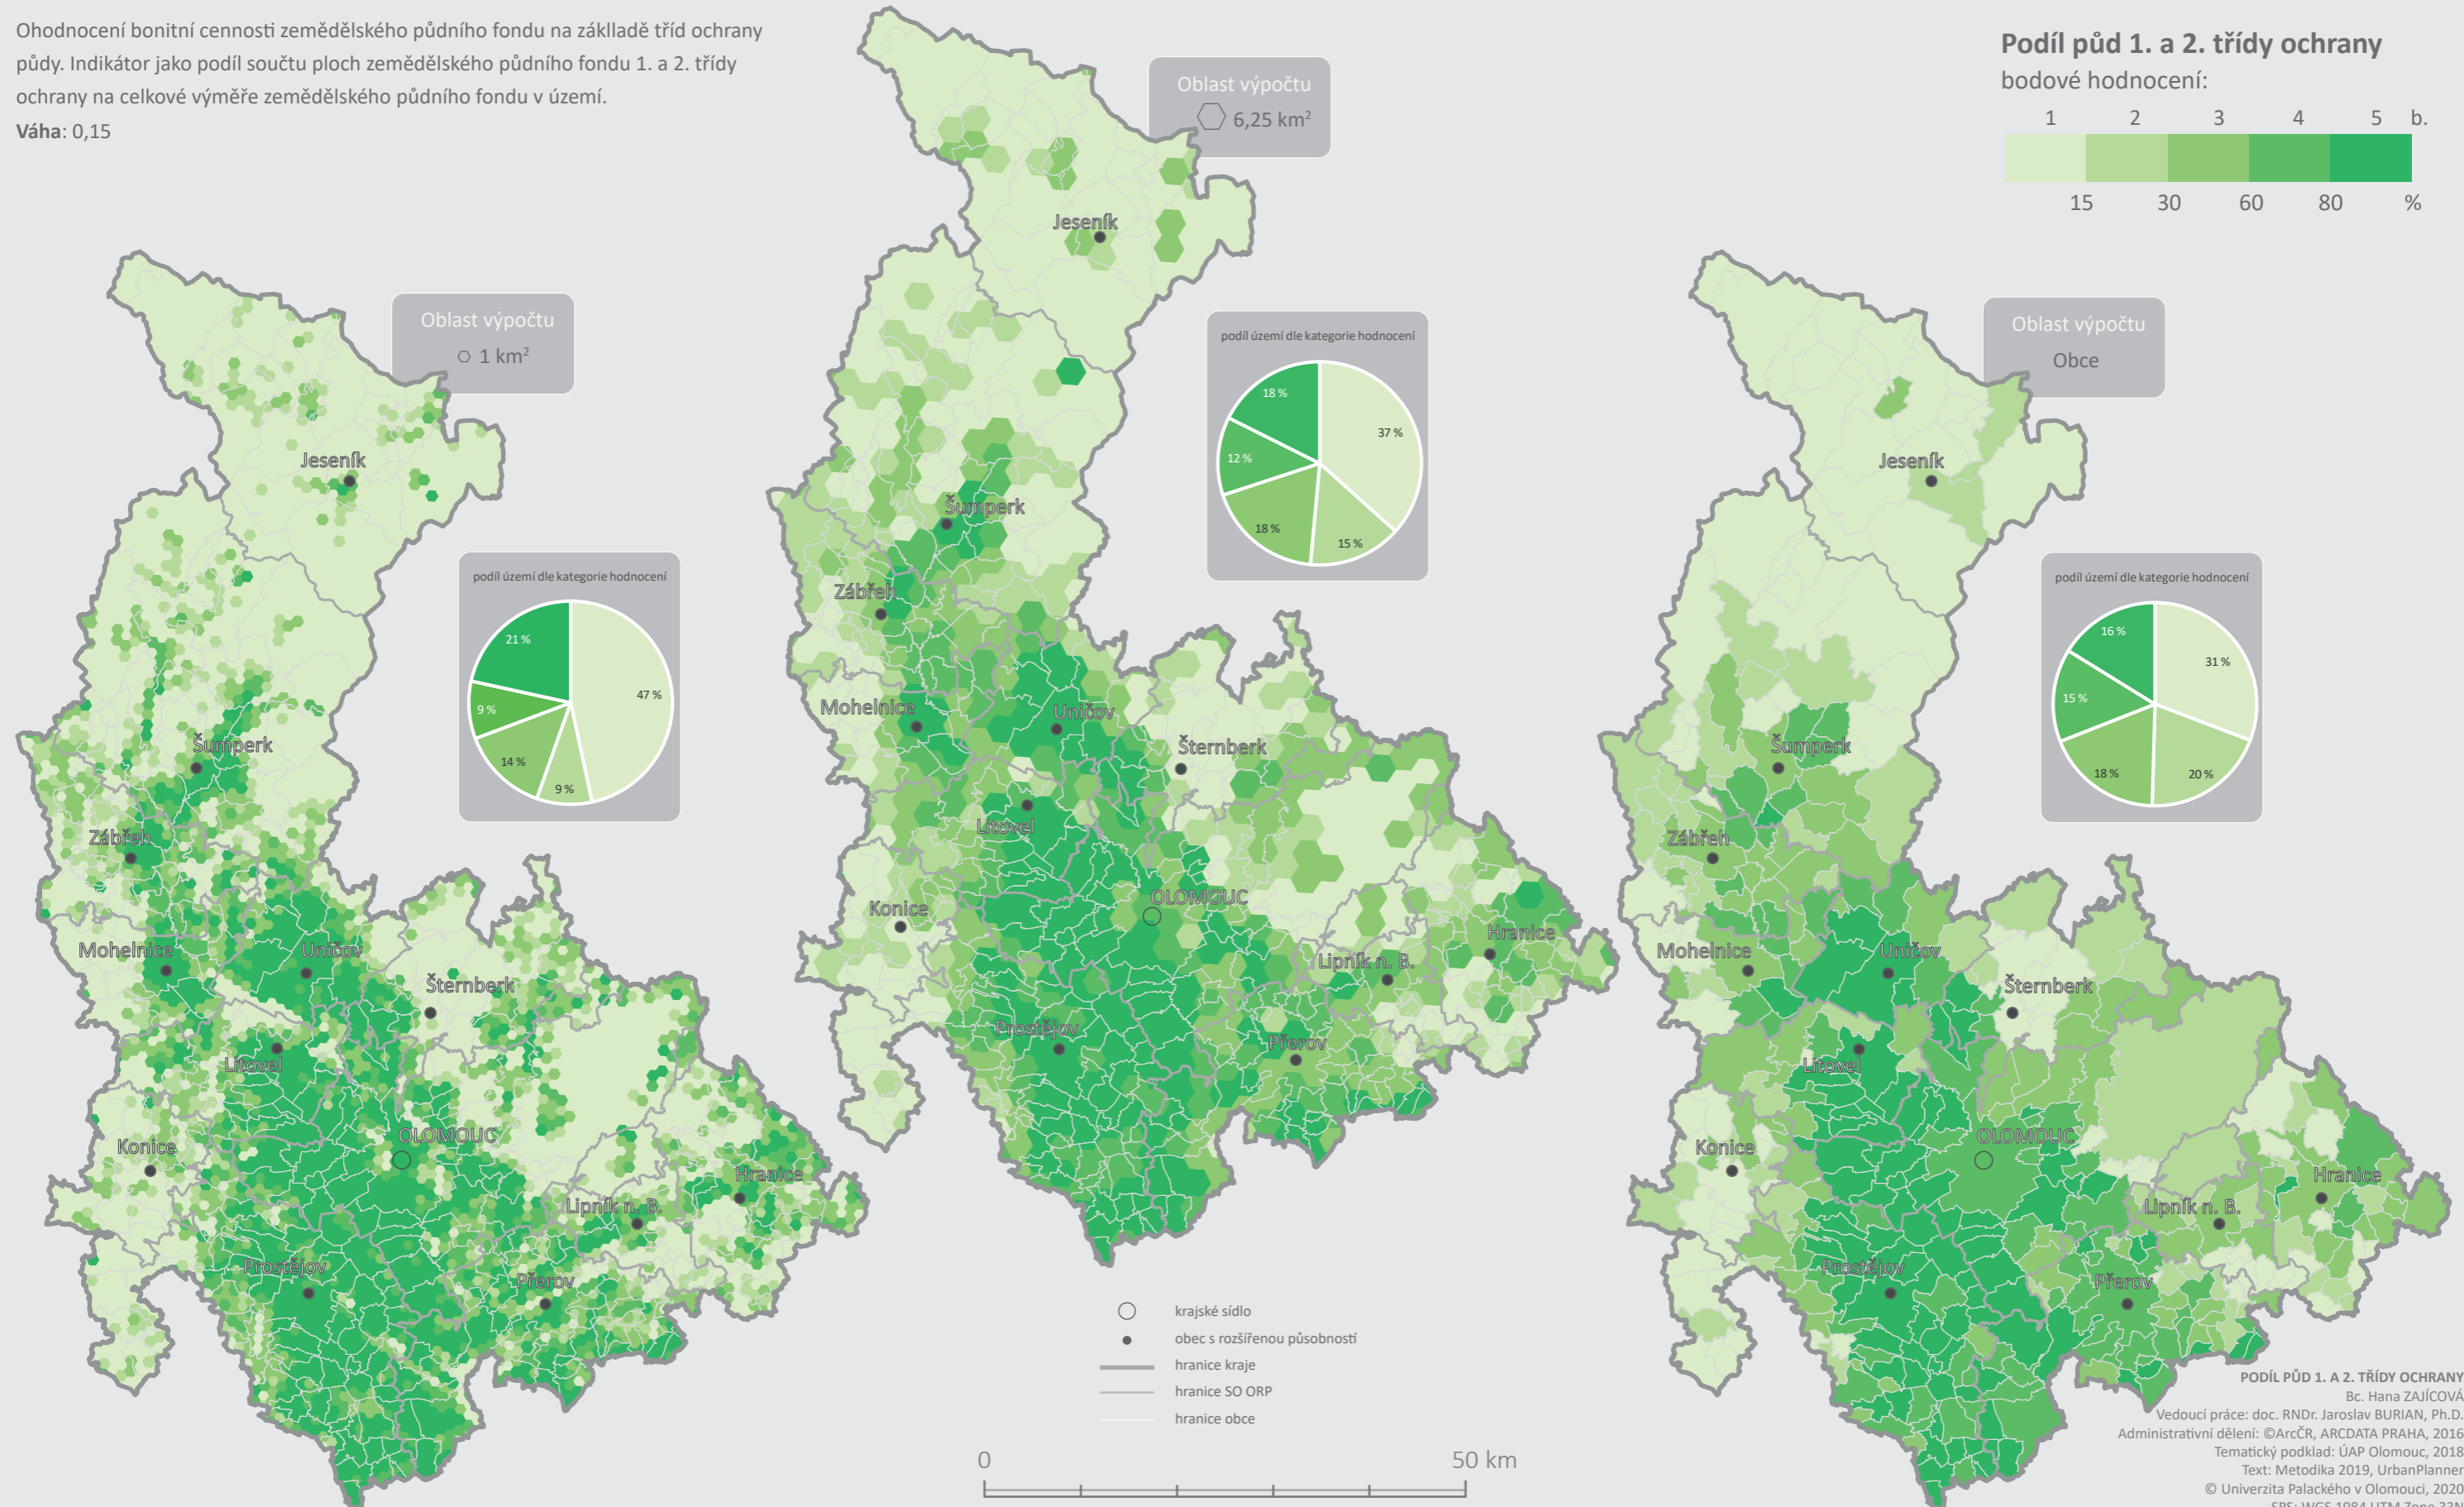 Ohodnocení bonitní cennosti zemědělského půdního fondu na záklladě tříd ochrany
půdy. Indikátor jako podíl součtu ploch zemědělského půdního fondu 1. a 2. třídy
ochrany na celkové výměře zemědělského půdního fondu v území.
Váha: 0,15
Podíl půd 1. a 2. třídy ochrany
bodové hodnocení:
1 2 3 4 5 b.
15 30 60 80 %
Oblast výpočtu
1 km²
podíl území dle kategorie hodnocení
21 %
47 %
9 %
14 %
9 %
Jeseník
Šumperk
Zábřeh
Mohelnice
Uničov
Šternberk
Litovel
Konice
OLOMOUC
Hranice
Lipník n. B.
Prostějov
Přerov
Oblast výpočtu
6,25 km²
podíl území dle kategorie hodnocení
18 %
37 %
12 %
18 %
15 %
Jeseník
Šumperk
Zábřeh
Mohelnice
Uničov
Šternberk
Litovel
Konice
OLOMOUC
Hranice
Lipník n. B.
Prostějov
Přerov
Oblast výpočtu
Obce
podíl území dle kategorie hodnocení
16 %
31 %
15 %
18 %
20 %
Jeseník
Šumperk
Zábřeh
Mohelnice
Uničov
Šternberk
Litovel
Konice
OLOMOUC
Hranice
Lipník n. B.
Prostějov
Přerov
krajské sídlo
obec s rozšířenou působností
hranice kraje
hranice SO ORP
hranice obce
0 50 km
PODÍL PŮD 1. A 2. TŘÍDY OCHRANY
Bc. Hana ZAJÍCOVÁ
Vedoucí práce: doc. RNDr. Jaroslav BURIAN, Ph.D.
Administrativní dělení: ©ArcČR, ARCDATA PRAHA, 2016
Tematický podklad: ÚAP Olomouc, 2018
Text: Metodika 2019, UrbanPlanner
© Univerzita Palackého v Olomouci, 2020
SRS: WGS 1984 UTM Zone 33N